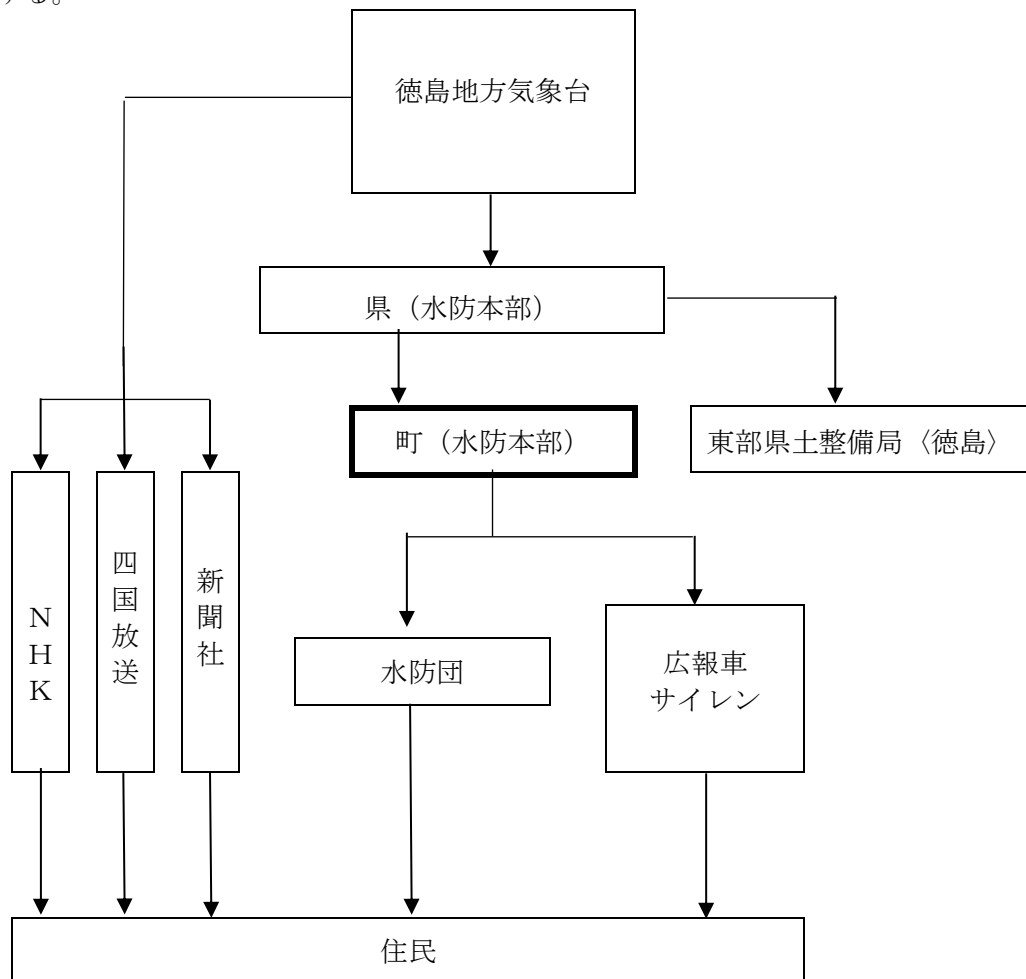 する。
徳島地方気象台
県（水防本部）
町（水防本部）
東部県土整備局〈徳島〉
NHK
四国放送
新聞社
水防団
広報車
サイレン
住民